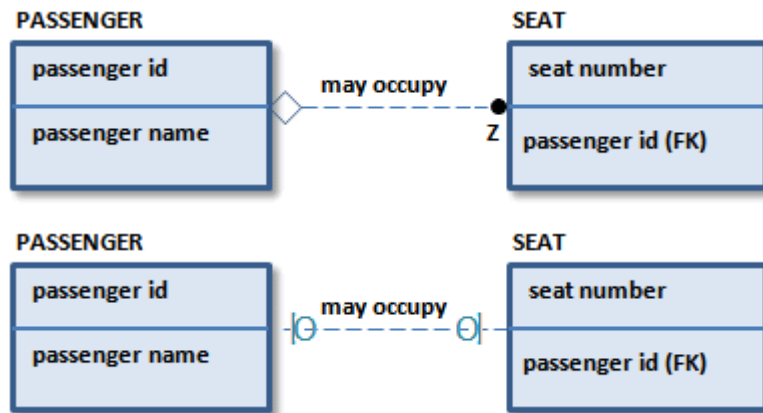 PASSENGER
SEAT
passenger id
may occupy
seat number
passenger name
Z
passenger id (FK)
PASSENGER
SEAT
passenger id
may occupy
seat number
passenger name
passenger id (FK)